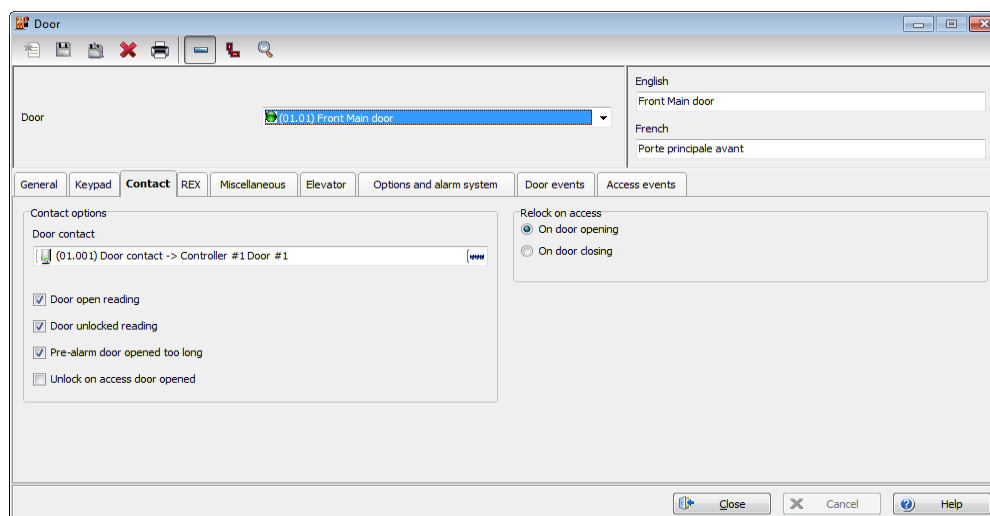 Door
Door
(01.01) Front Main door
English
Front Main door
French
Porte principale avant
General Keypad Contact REX Miscellaneous Elevator Options and alarm system Door events Access events
Contact options
Door contact
(01.001) Door contact -> Controller #1 Door #1
Door open reading
Door unlocked reading
Pre-alarm door opened too long
Unlock on access door opened
Relock on access
On door opening
On door closing
Close Cancel Help